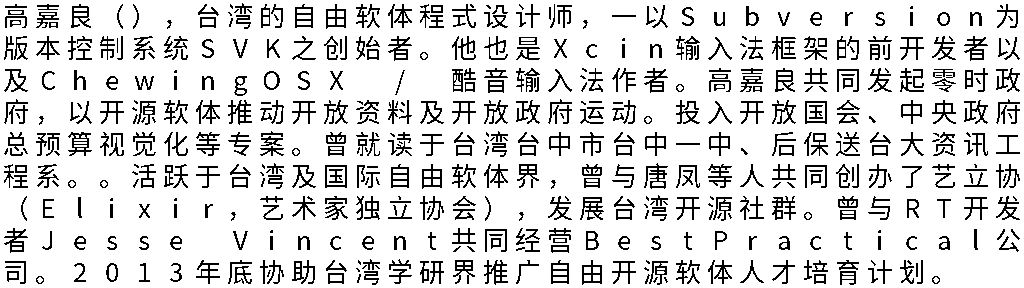 高嘉良（），台湾的自由软体程式设计师，一以Subversion为
版本控制系统SVK之创始者。他也是Xcin输入法框架的前开发者以
及ChewingOSX / 酷音输入法作者。高嘉良共同发起零时政
府，以开源软体推动开放资料及开放政府运动。投入开放国会、中央政府
总预算视觉化等专案。曾就读于台湾台中市台中一中、后保送台大资讯工
程系。。活跃于台湾及国际自由软体界，曾与唐凤等人共同创办了艺立协
（Elixir，艺术家独立协会），发展台湾开源社群。曾与RT开发
者Jesse Vincent共同经营BestPractical公
司。2013年底协助台湾学研界推广自由开源软体人才培育计划。